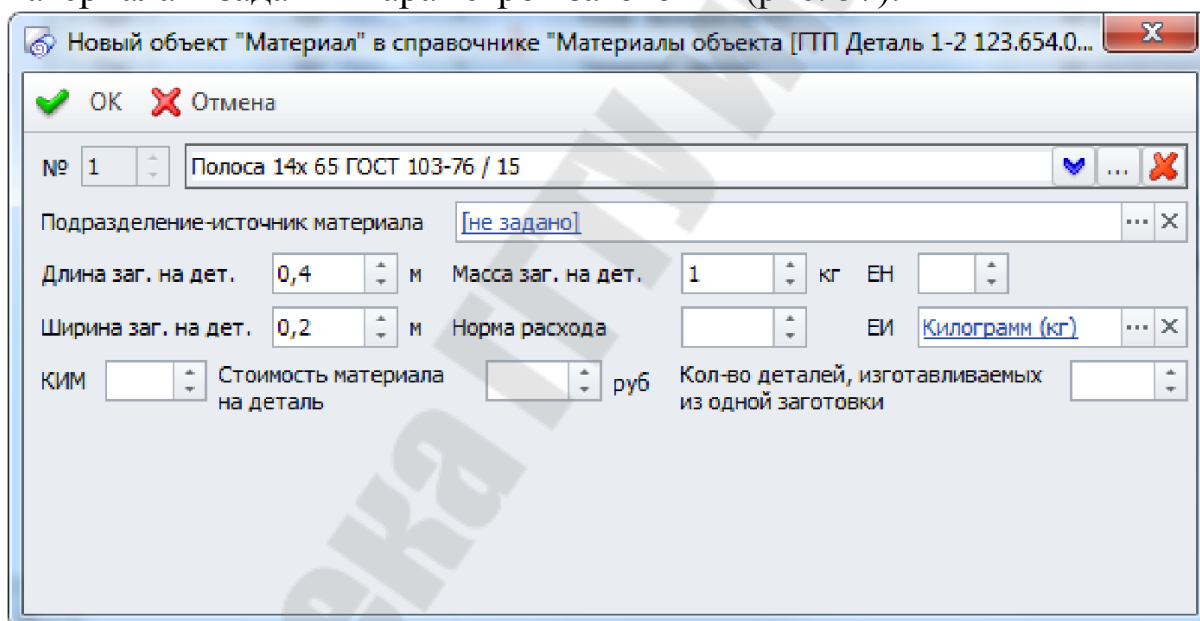 Новый объект "Материал" в справочнике "Материалы объекта [ГТП Деталь 1-2 123.654.0...
ОК Отмена
№ 1 Полоса 14х 65 ГОСТ 103-76 / 15 ...
Подразделение-источник материала [не задано] ...
Длина заг. на дет. 0,4 м Масса заг. на дет. 1 кг ЕН
Ширина заг. на дет. 0,2 м Норма расхода ЕИ Килограмм (кг) ...
КИМ Стоимость материала на деталь руб Кол-во деталей, изготавливаемых из одной заготовки